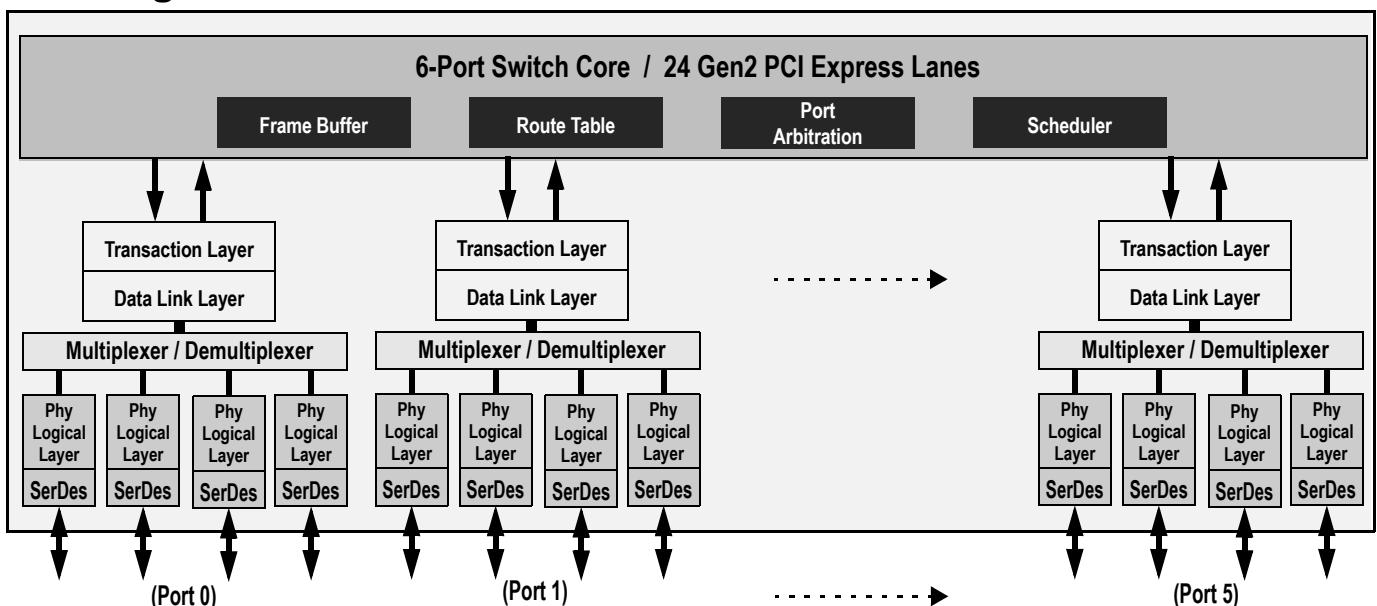 6-Port Switch Core / 24 Gen2 PCI Express Lanes
Frame Buffer
Route Table
Port
Arbitration
Scheduler
Transaction Layer
Data Link Layer
Multiplexer / Demultiplexer
Phy
Logical
Layer
SerDes
Phy
Logical
Layer
SerDes
Phy
Logical
Layer
SerDes
Phy
Logical
Layer
SerDes
(Port 0)
Transaction Layer
Data Link Layer
Multiplexer / Demultiplexer
Phy
Logical
Layer
SerDes
Phy
Logical
Layer
SerDes
Phy
Logical
Layer
SerDes
Phy
Logical
Layer
SerDes
(Port 1)
Transaction Layer
Data Link Layer
Multiplexer / Demultiplexer
Phy
Logical
Layer
SerDes
Phy
Logical
Layer
SerDes
Phy
Logical
Layer
SerDes
Phy
Logical
Layer
SerDes
(Port 5)